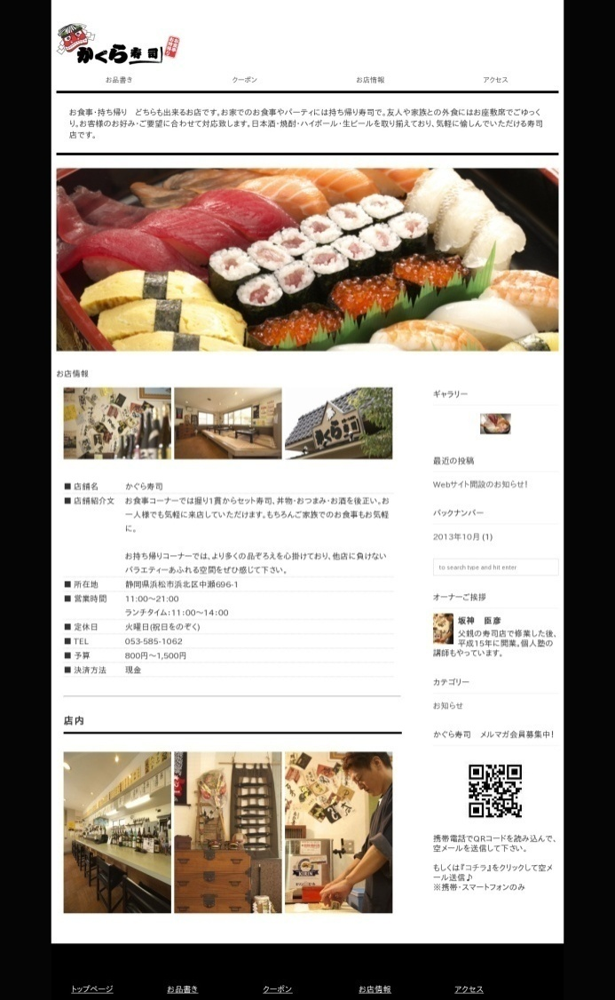 かぐら寿司
お品書き
クーポン
お店情報
アクセス
お食事・持ち帰り　どちらも出来るお店です。お家でのお食事やパーティには持ち帰り寿司で。友人や家族との外食にはお座敷席でごゆっく
り。お客様のお好み・ご要望に合わせて対応致します。日本酒・焼酎・ハイボール・生ビールを取り揃えており、気軽に愉しんでいただける寿司
店です。
お店情報
かぐら寿司
■ 店舗名　かぐら寿司
■ 店舗紹介文　お食事コーナーでは握り1貫からセット寿司、丼物・おつまみ・お酒を後正い。お
一人様でも気軽に来店していただけます。もちろんご家族でのお食事もお気軽
に。
お持ち帰りコーナーでは、より多くの品ぞろえを心掛けており、他店に負けない
バラエティーあふれる空間をぜひ感じて下さい。
■ 所在地　静岡県浜松市浜北区中瀬696-1
■ 営業時間　11:00～21:00
ランチタイム:11:00～14:00
■ 定休日　火曜日(祝日をのぞく)
■ TEL　053-585-1062
■ 予算　800円～1,500円
■ 決済方法　現金
店内
KIRIN
ギャラリー
最近の投稿
Webサイト開設のお知らせ!
バックナンバー
2013年10月 (1)
to search type and hit enter
オーナーご挨拶
坂神　臣彦
父親の寿司店で修業した後、
平成15年に開業。個人塾の
講師もやっています。
カテゴリー
お知らせ
かぐら寿司　メルマガ会員募集中!
携帯電話でQRコードを読み込んで、
空メールを送信して下さい。
もしくは『コチラ』をクリックして空メ
ール送信♪
※携帯・スマートフォンのみ
トップページ
お品書き
クーポン
お店情報
アクセス